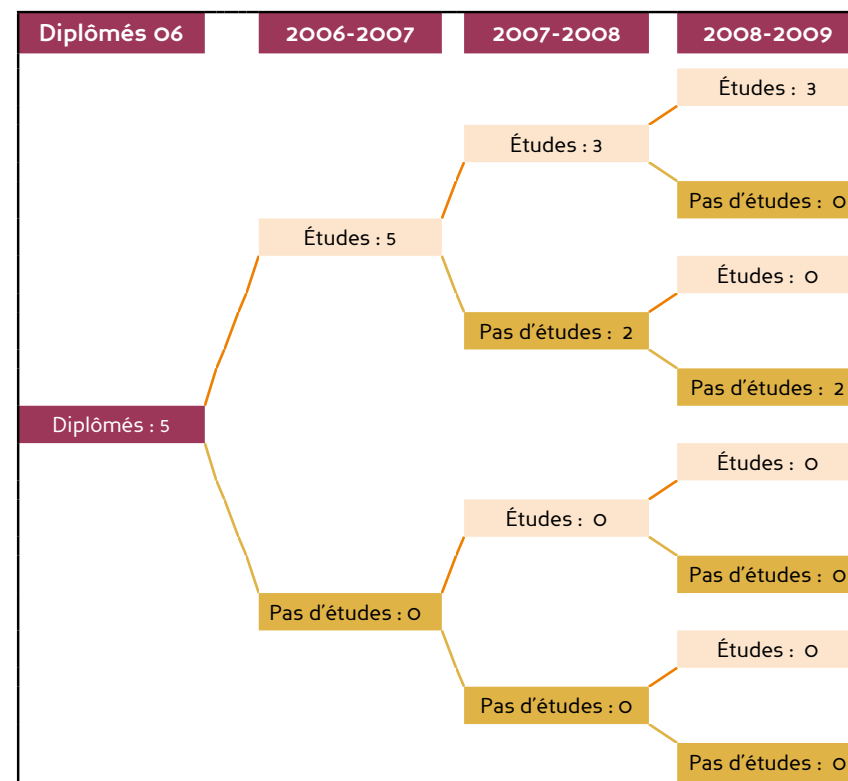 Diplômés 06 2006-2007 2007-2008 2008-2009
Études : 3
Études : 3
Pas d'études : 0
Études : 5
Études : 0
Pas d'études : 2
Pas d'études : 2
Diplômés : 5
Études : 0
Études : 0
Pas d'études : 0
Pas d'études : 0
Études : 0
Pas d'études : 0
Pas d'études : 0